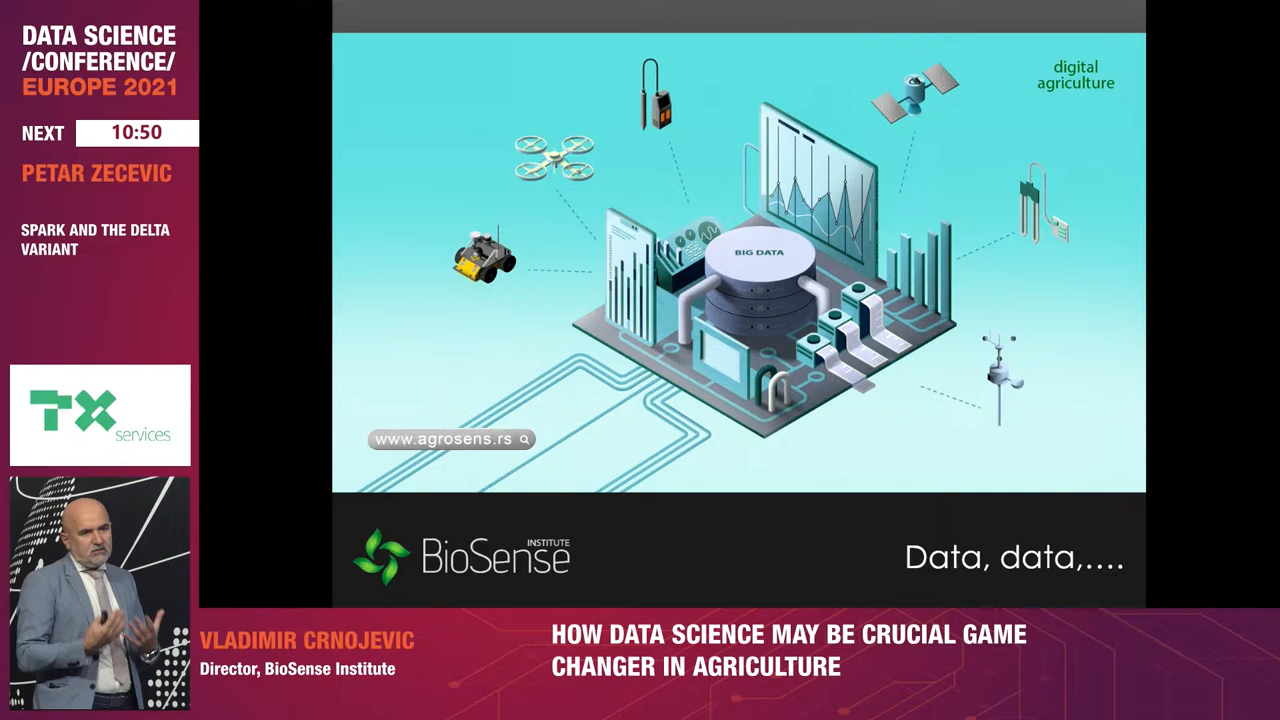 DATA SCIENCE
/CONFERENCE/
EUROPE 2021
NEXT 10:50
PETAR ZECEVIC
SPARK AND THE DELTA
VARIANT
TX
services
digital
agriculture
BIG DATA
www.agrosens.rs
BioSense
INSTITUTE
Data, data,....
VLADIMIR CRNOJEVIC
Director, BioSense Institute
HOW DATA SCIENCE MAY BE CRUCIAL GAME
CHANGER IN AGRICULTURE